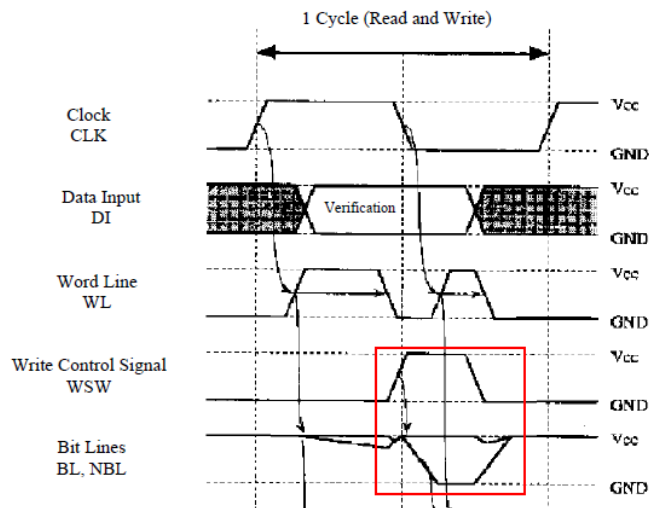 1 Cycle (Read and Write)
Clock
CLK
Vcc
GND
Data Input
DI
Verification
Vcc
GND
Word Line
WL
Vcc
GND
Write Control Signal
WSW
Vcc
GND
Bit Lines
BL, NBL
Vcc
GND